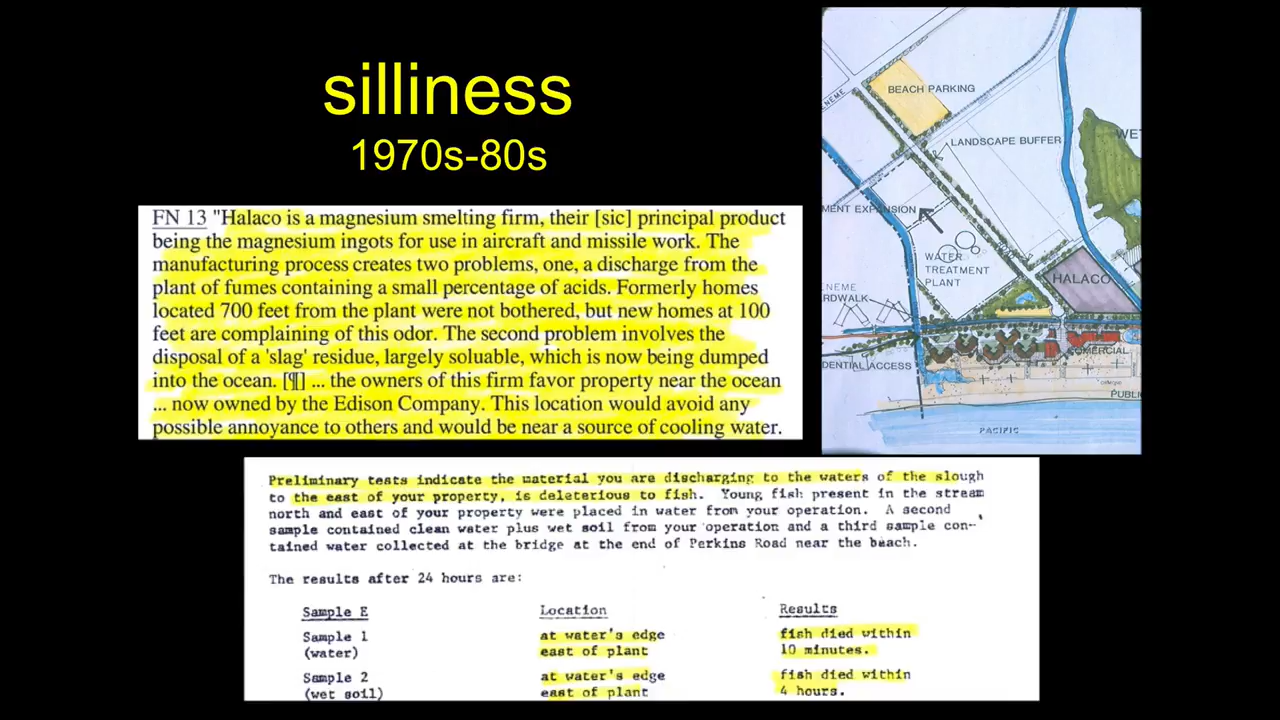 silliness
1970s-80s
FN 13 "Halaco is a magnesium smelting firm, their [sic] principal product
being the magnesium ingots for use in aircraft and missile work. The
manufacturing process creates two problems, one, a discharge from the
plant of fumes containing a small percentage of acids. Formerly homes
located 700 feet from the plant were not bothered, but new homes at 100
feet are complaining of this odor. The second problem involves the
disposal of a 'slag' residue, largely soluable, which is now being dumped
into the ocean. [¶] ... the owners of this firm favor property near the ocean
... now owned by the Edison Company. This location would avoid any
possible annoyance to others and would be near a source of cooling water.
NEME
BEACH PARKING
LANDSCAPE BUFFER
WET
MENT EXPANSION
WATER
TREATMENT
PLANT
HALACO
ENEME
RDWALK
COMERCIAL
DENTIAL ACCESS
PUBLI
PACIFIC
Preliminary tests indicate the material you are discharging to the waters of the slough
to the east of your property, is deleterious to fish. Young fish present in the stream
north and east of your property were placed in water from your operation. A second
sample contained clean water plus wet soil from your operation and a third sample con-
tained water collected at the bridge at the end of Perkins Road near the beach.
The results after 24 hours are:
Sample E Location Results
Sample 1 at water's edge fish died within
(water) east of plant 10 minutes.
Sample 2 at water's edge fish died within
(wet soil) east of plant 4 hours.